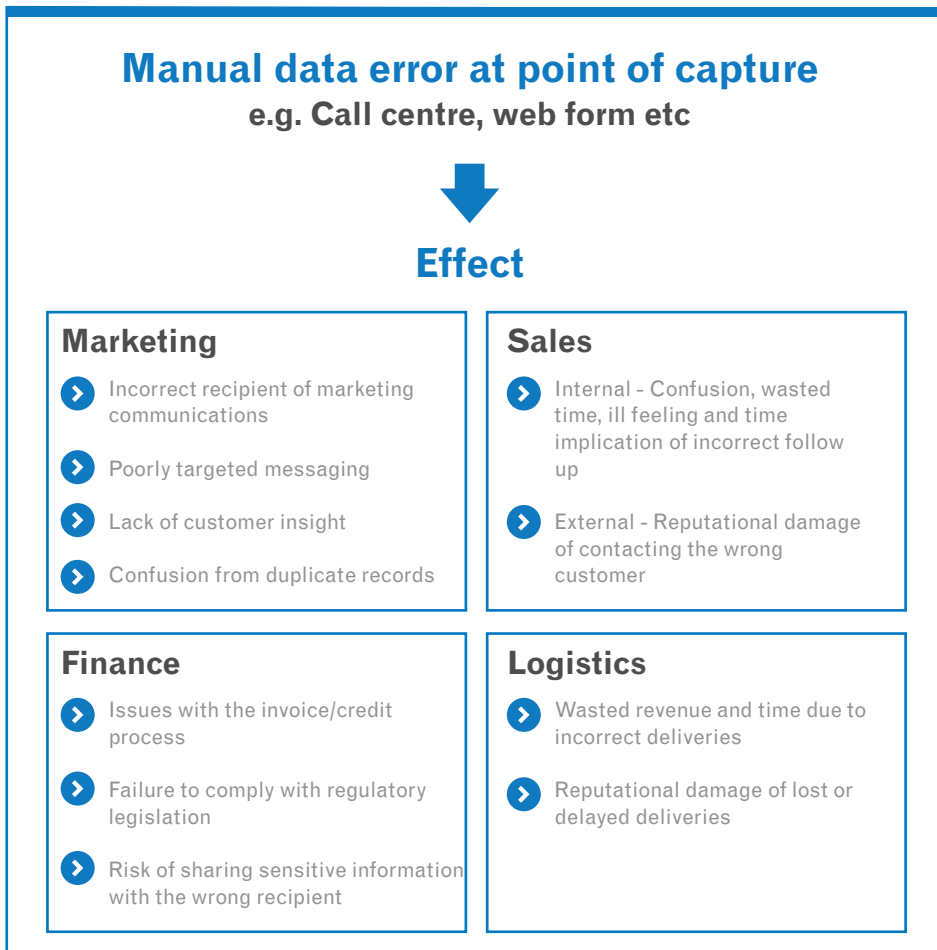 Manual data error at point of capture
e.g. Call centre, web form etc
Effect
Marketing
Incorrect recipient of marketing
communications
Poorly targeted messaging
Lack of customer insight
Confusion from duplicate records
Sales
Internal - Confusion, wasted
time, ill feeling and time
implication of incorrect follow
up
External - Reputational damage
of contacting the wrong
customer
Finance
Issues with the invoice/credit
process
Failure to comply with regulatory
legislation
Risk of sharing sensitive information
with the wrong recipient
Logistics
Wasted revenue and time due to
incorrect deliveries
Reputational damage of lost or
delayed deliveries